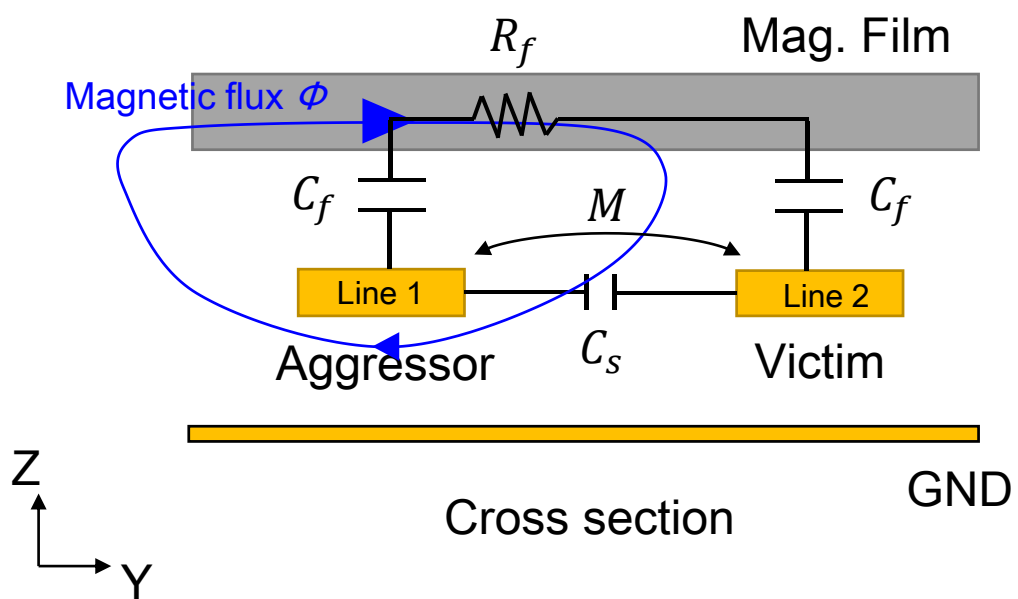 R_f
Mag. Film
Magnetic flux Φ
C_f
M
C_f
Line 1
Line 2
C_s
Aggressor
Victim
Z
GND
Cross section
Y